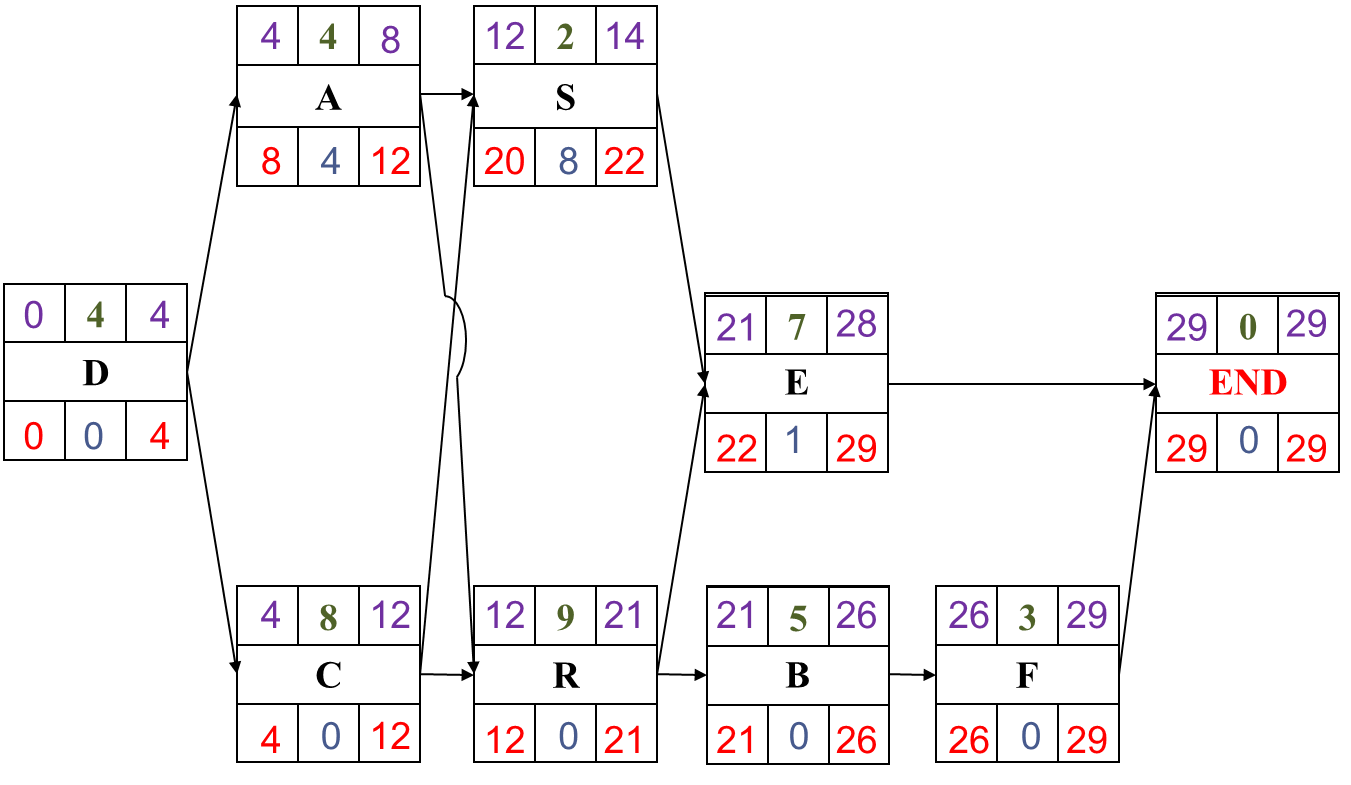 4 4 8
A
8 4 12
12 2 14
S
20 8 22
0 4 4
D
0 0 4
21 7 28
E
22 1 29
29 0 29
END
29 0 29
4 8 12
C
4 0 12
12 9 21
R
12 0 21
21 5 26
B
21 0 26
26 3 29
F
26 0 29